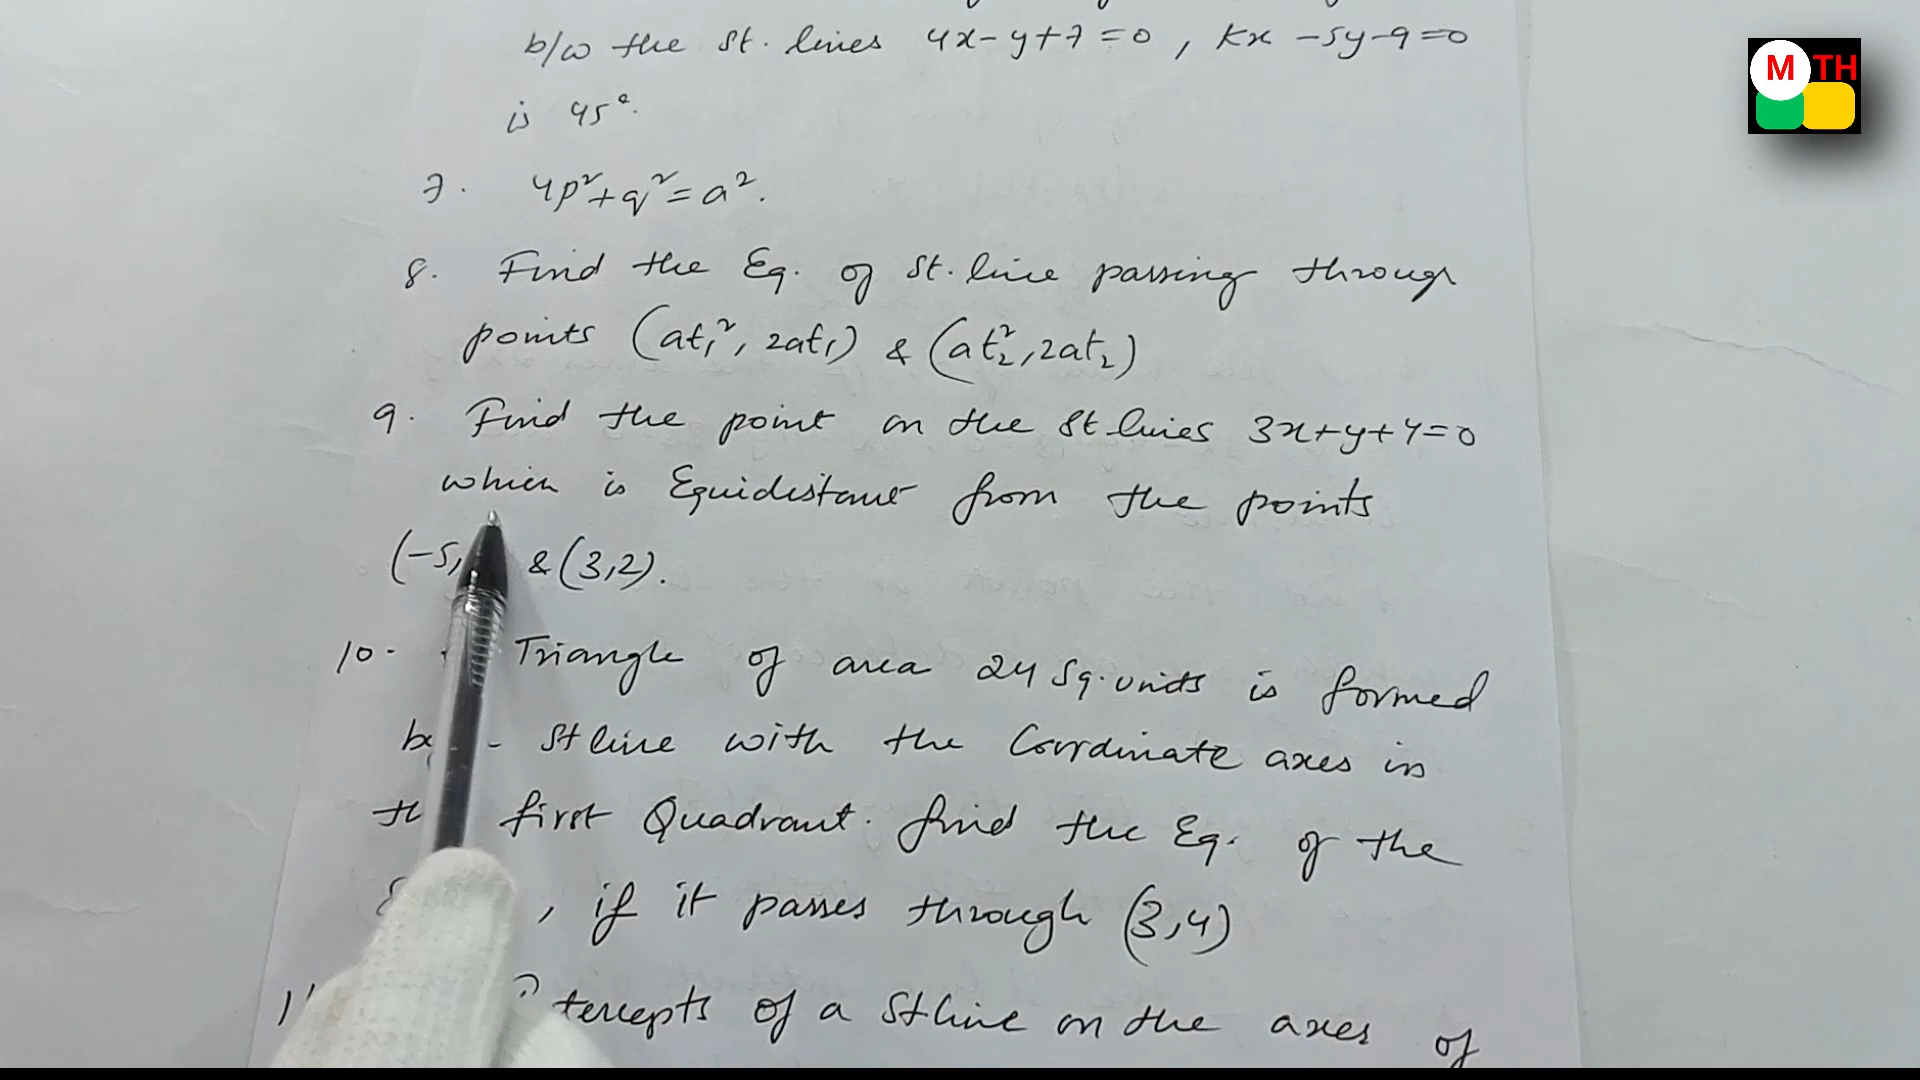 b/w the St. lines 4x-y+7=0, kx-5y-9=0
is 45°.
7. 4p²+q²=a².
8. Find the Eq. of St. line passing through
points (at₁², 2at₁) & (at₂², 2at₂)
9. Find the point on the St lines 3x+y+4=0
which is Equidistant from the points
(-5, & (3,2).
10. Triangle of area 24 Sq. units is formed
St line with the Coordinate axes in
first Quadrant. find the Eq. of the
, if it passes through (3,4)
of a St line on the axes of
M TH